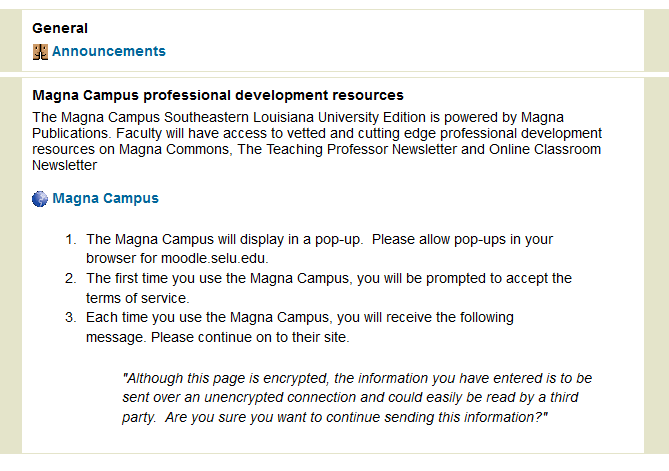 General
Announcements
Magna Campus professional development resources
The Magna Campus Southeastern Louisiana University Edition is powered by Magna
Publications. Faculty will have access to vetted and cutting edge professional development
resources on Magna Commons, The Teaching Professor Newsletter and Online Classroom
Newsletter
Magna Campus
1. The Magna Campus will display in a pop-up.  Please allow pop-ups in your
browser for moodle.selu.edu.
2. The first time you use the Magna Campus, you will be prompted to accept the
terms of service.
3. Each time you use the Magna Campus, you will receive the following
message. Please continue on to their site.
"Although this page is encrypted, the information you have entered is to be
sent over an unencrypted connection and could easily be read by a third
party.  Are you sure you want to continue sending this information?"